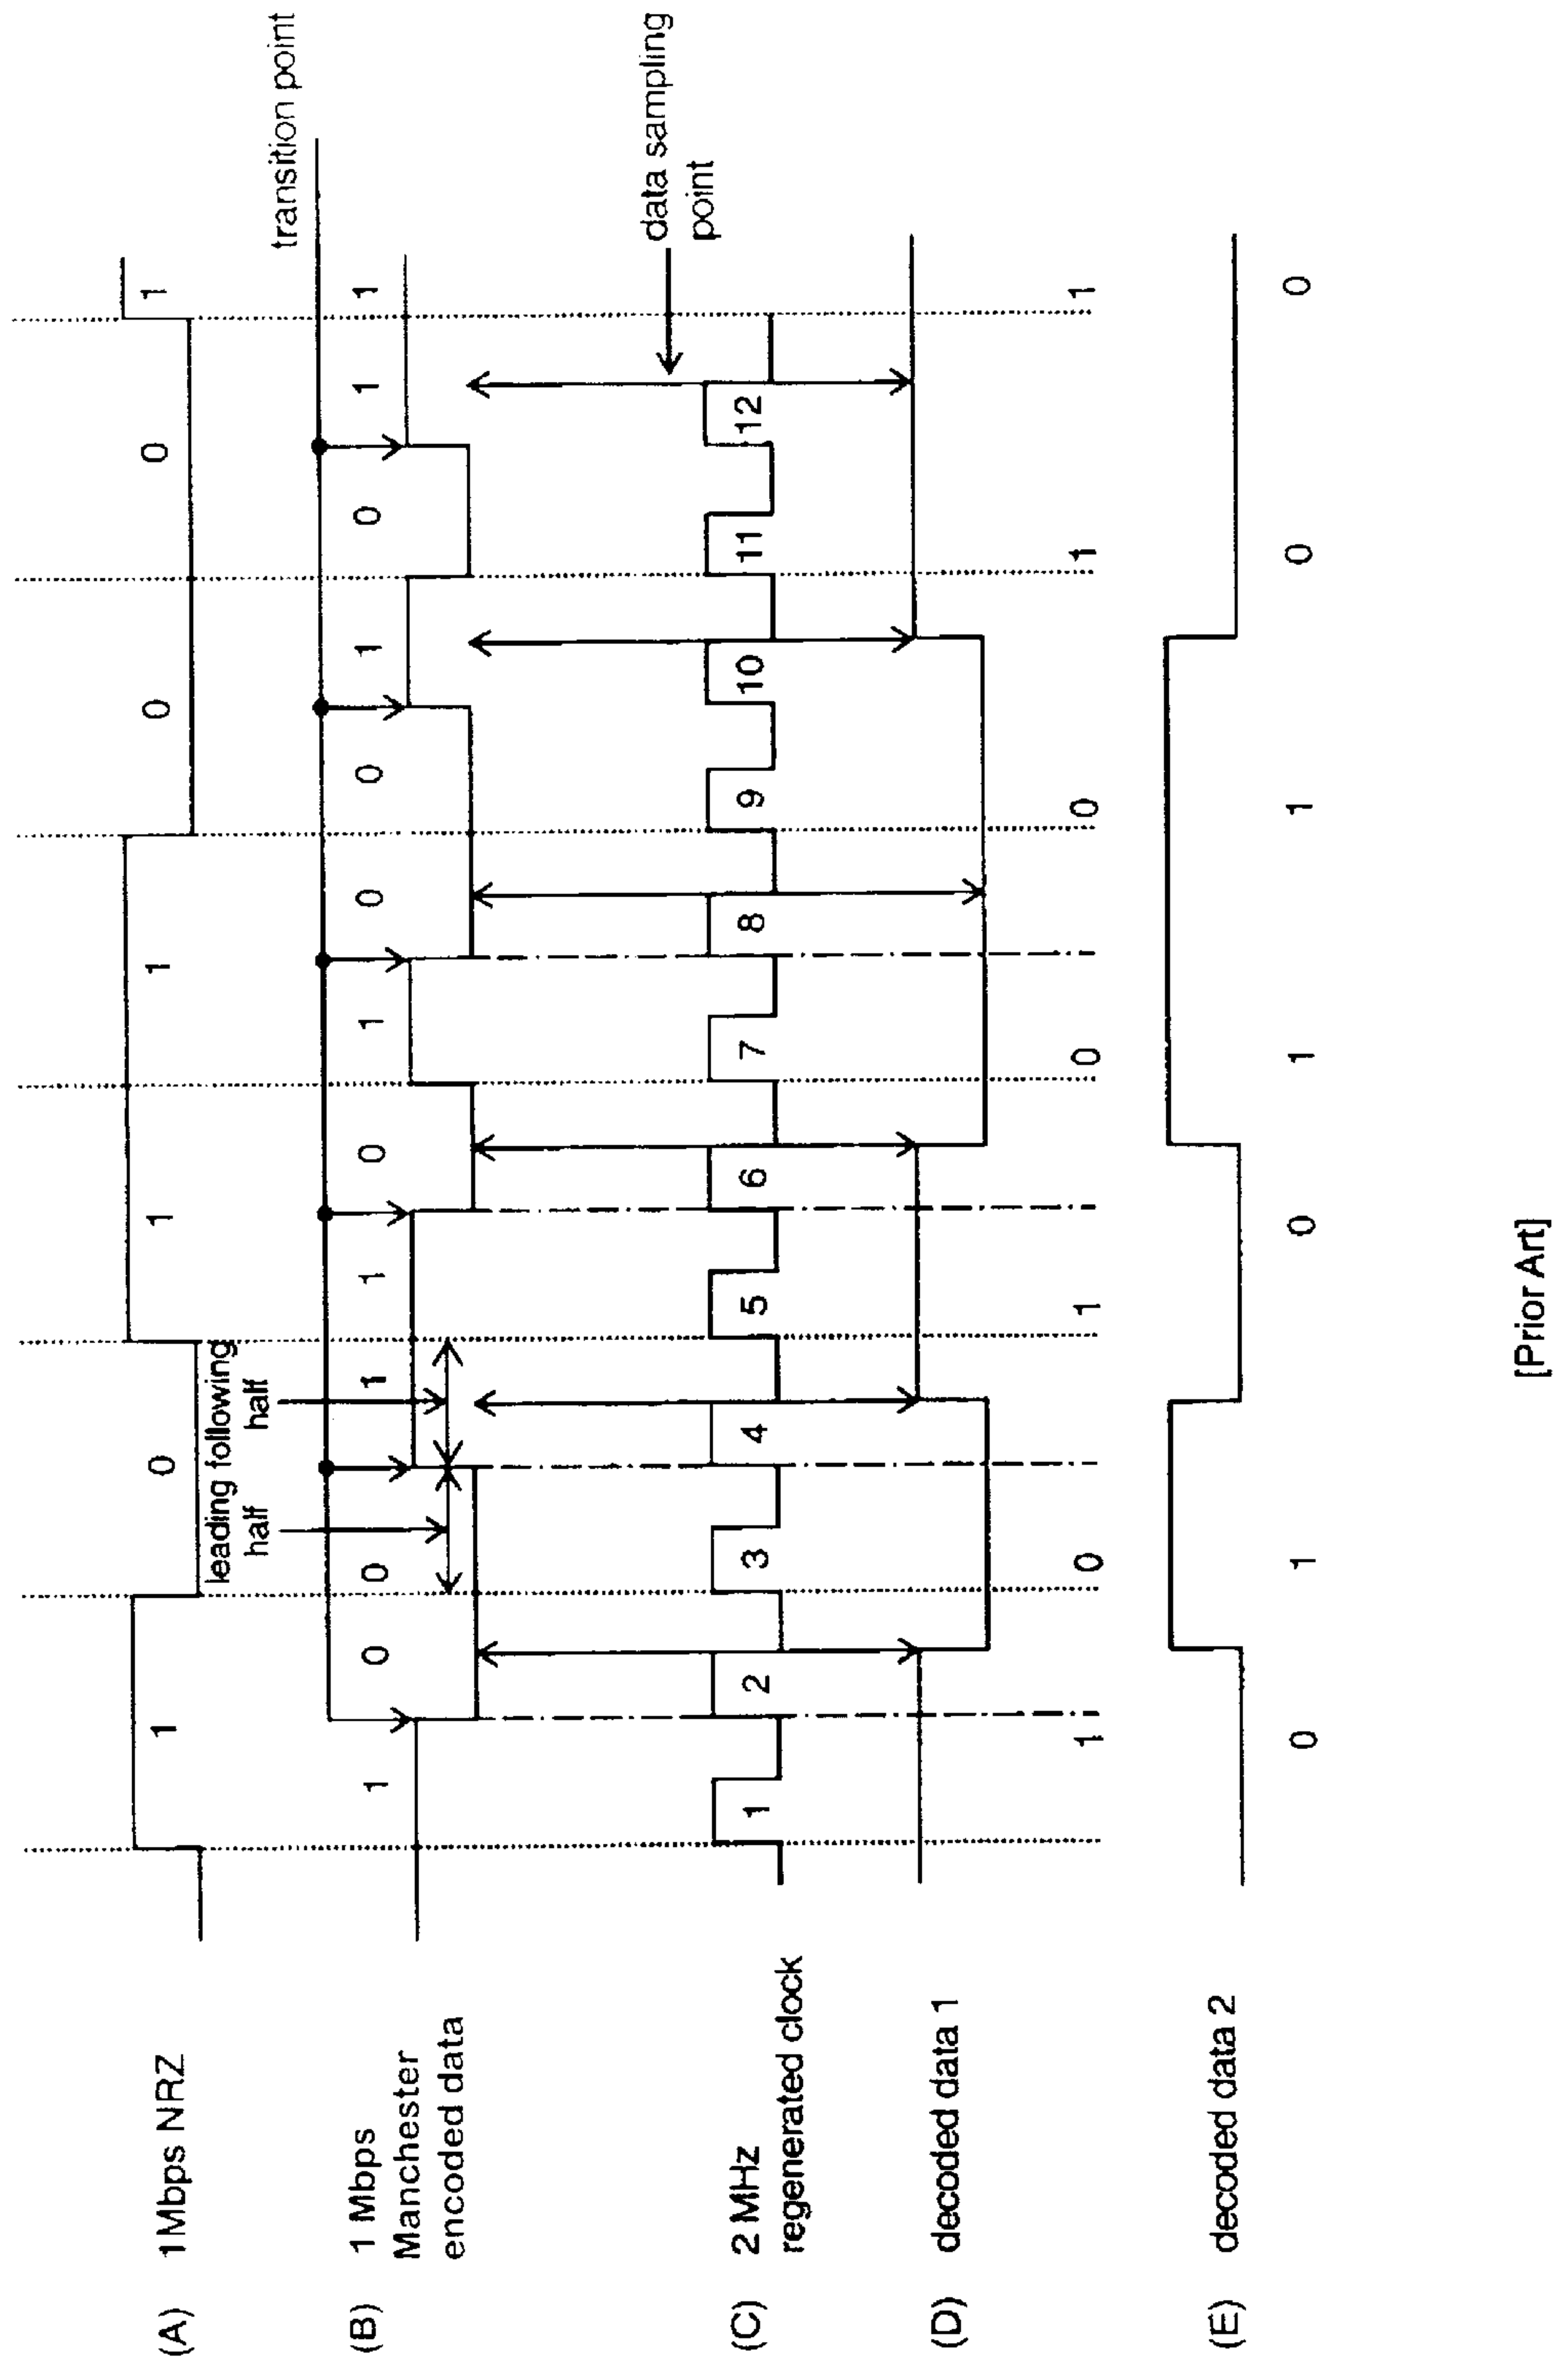 (A) 1Mbps NRZ
1 0 1 1 0 0 1
leading following
half half
transition point
(B) 1 Mbps
Manchester
encoded data
1 0 0 1 1 0 1 0 0 1 0 1 1
data sampling
point
(C) 2 MHz
regenerated clock
1 2 3 4 5 6 7 8 9 10 11 12
(D) decoded data 1
1 0 1 0 0 1 1
(E) decoded data 2
0 1 0 1 1 0 0
[Prior Art]